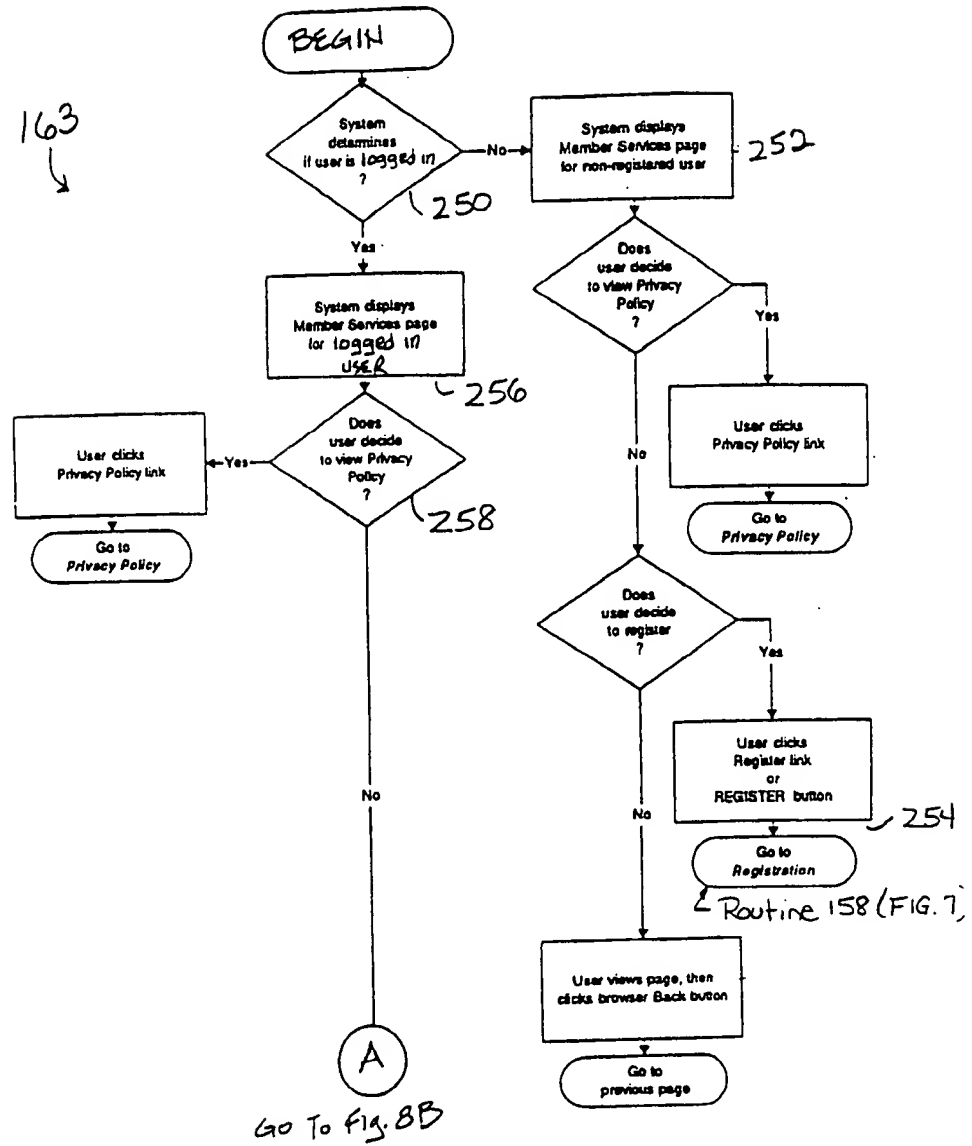 BEGIN
163
System
determines
if user is logged in
?
250
No
System displays
Member Services page
for non-registered user
252
Yes
System displays
Member Services page
for logged in
USER
256
Does
user decide
to view Privacy
Policy
?
Yes
User clicks
Privacy Policy link
Go to
Privacy Policy
Does
user decide
to view Privacy
Policy
?
258
Yes
User clicks
Privacy Policy link
Go to
Privacy Policy
No
Does
user decide
to register
?
Yes
User clicks
Register link
or
REGISTER button
254
Go to
Registration
Routine 158 (FIG. 7)
No
No
User views page, then
clicks browser Back button
Go to
previous page
A
Go To Fig. 8B